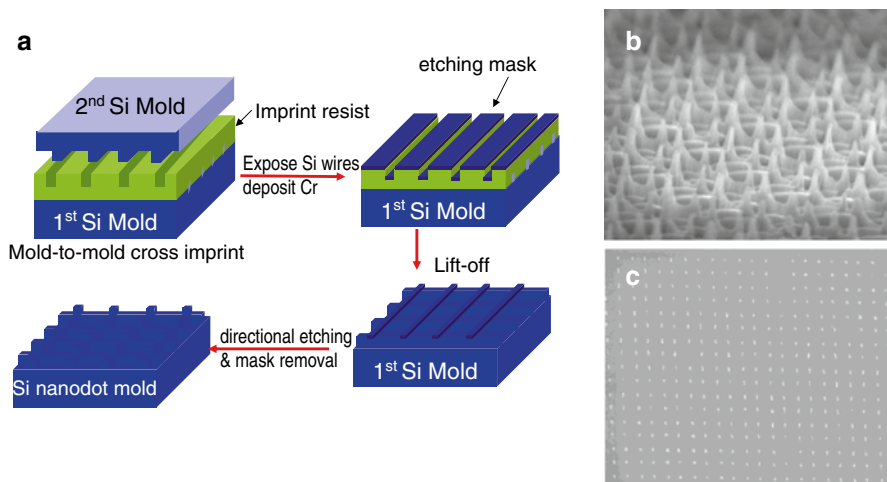 a
2nd Si Mold
Imprint resist
1st Si Mold
Mold-to-mold cross imprint
Expose Si wires
deposit Cr
etching mask
1st Si Mold
Lift-off
1st Si Mold
directional etching
& mask removal
Si nanodot mold
b
c